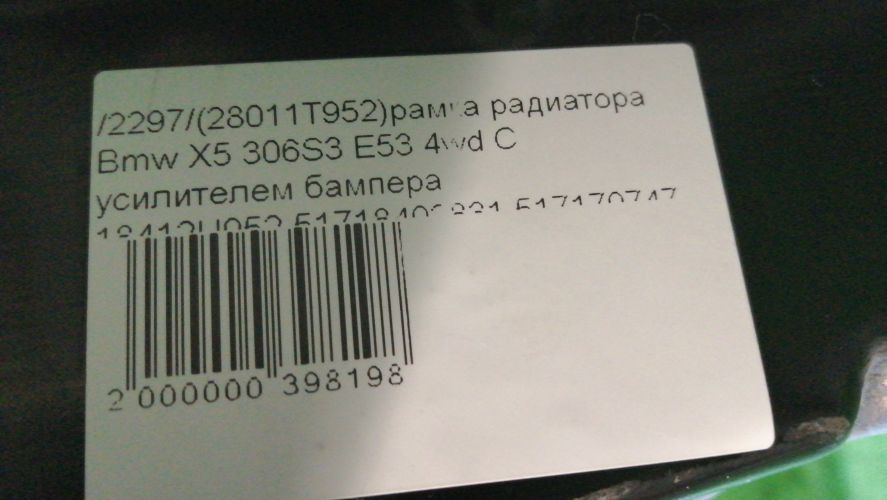 /2297/(28011T952)рамка радиатора
Bmw X5 306S3 E53 4wd С
усилителем бампера
2 000000 398198